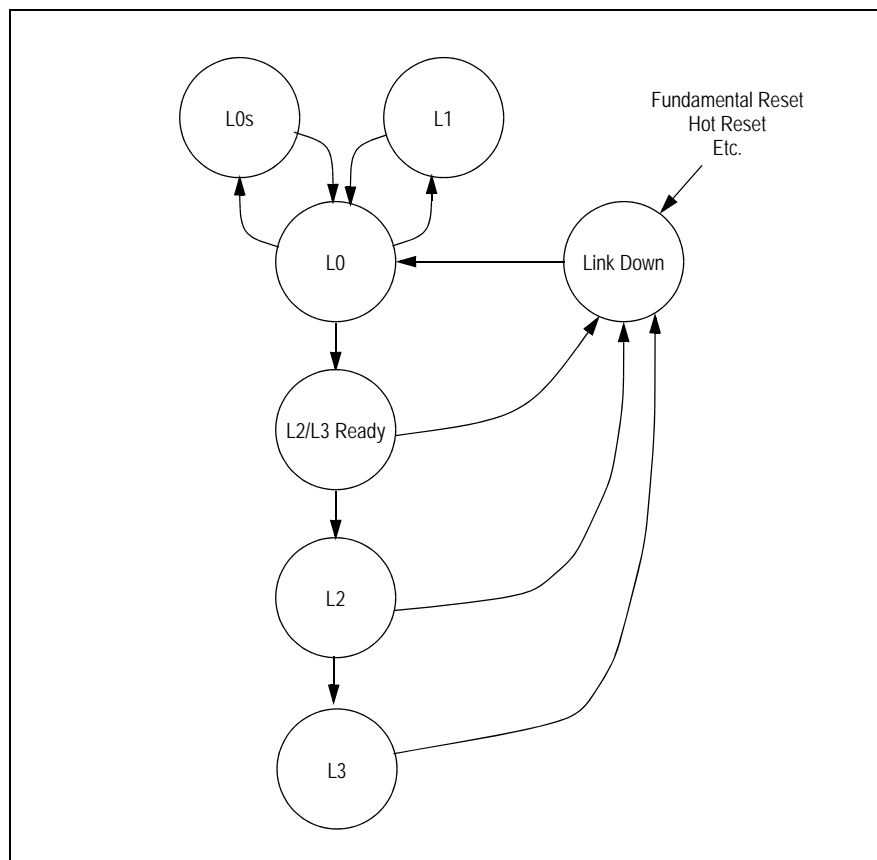 L0s
L1
Fundamental Reset
Hot Reset
Etc.
L0
Link Down
L2/L3 Ready
L2
L3